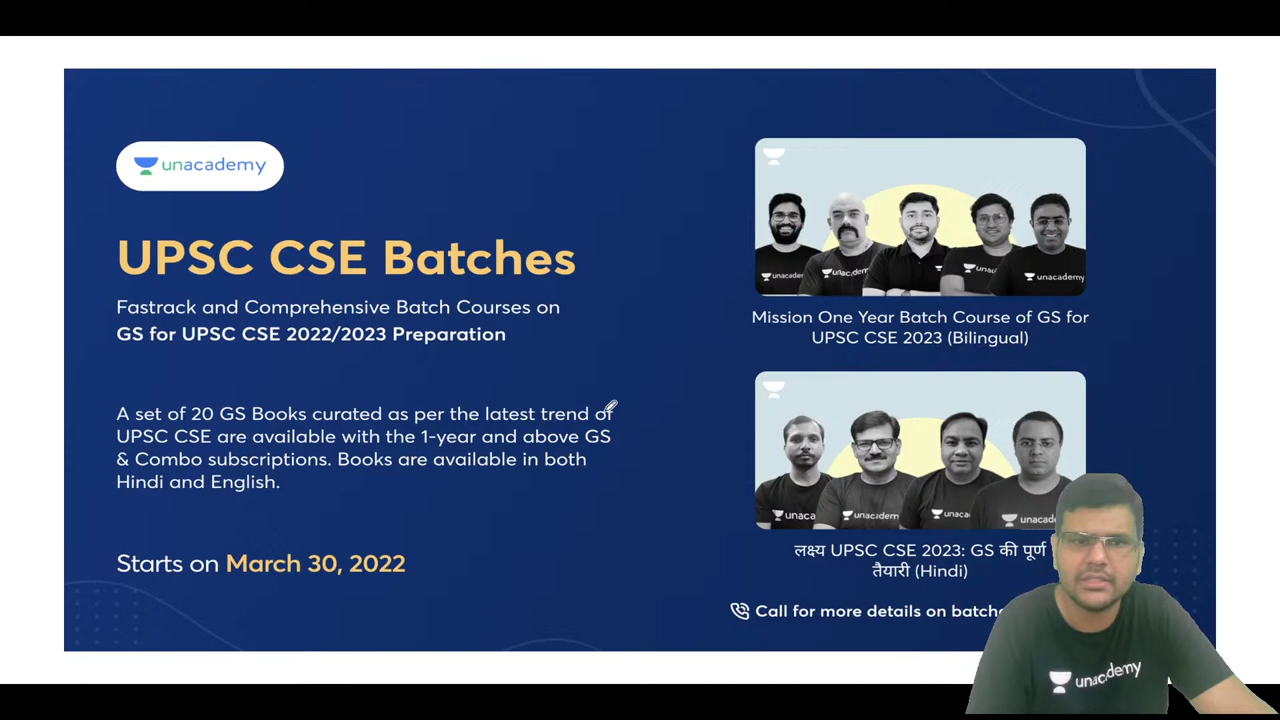 unacademy
UPSC CSE Batches
Fastrack and Comprehensive Batch Courses on
GS for UPSC CSE 2022/2023 Preparation
A set of 20 GS Books curated as per the latest trend of
UPSC CSE are available with the 1-year and above GS
& Combo subscriptions. Books are available in both
Hindi and English.
Starts on March 30, 2022
unacademy
unacademy
Mission One Year Batch Course of GS for
UPSC CSE 2023 (Bilingual)
unacademy
लक्ष्य UPSC CSE 2023: GS की पूर्ण
तैयारी (Hindi)
Call for more details on
unacademy